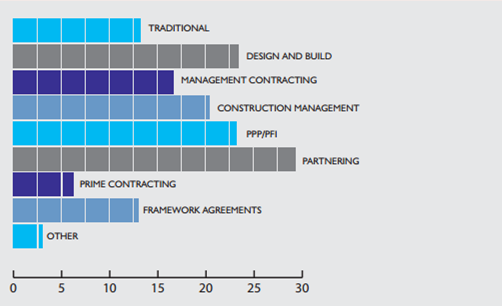 TRADITIONAL
DESIGN AND BUILD
MANAGEMENT CONTRACTING
CONSTRUCTION MANAGEMENT
PPP/PFI
PARTNERING
PRIME CONTRACTING
FRAMEWORK AGREEMENTS
OTHER
0 5 10 15 20 25 30